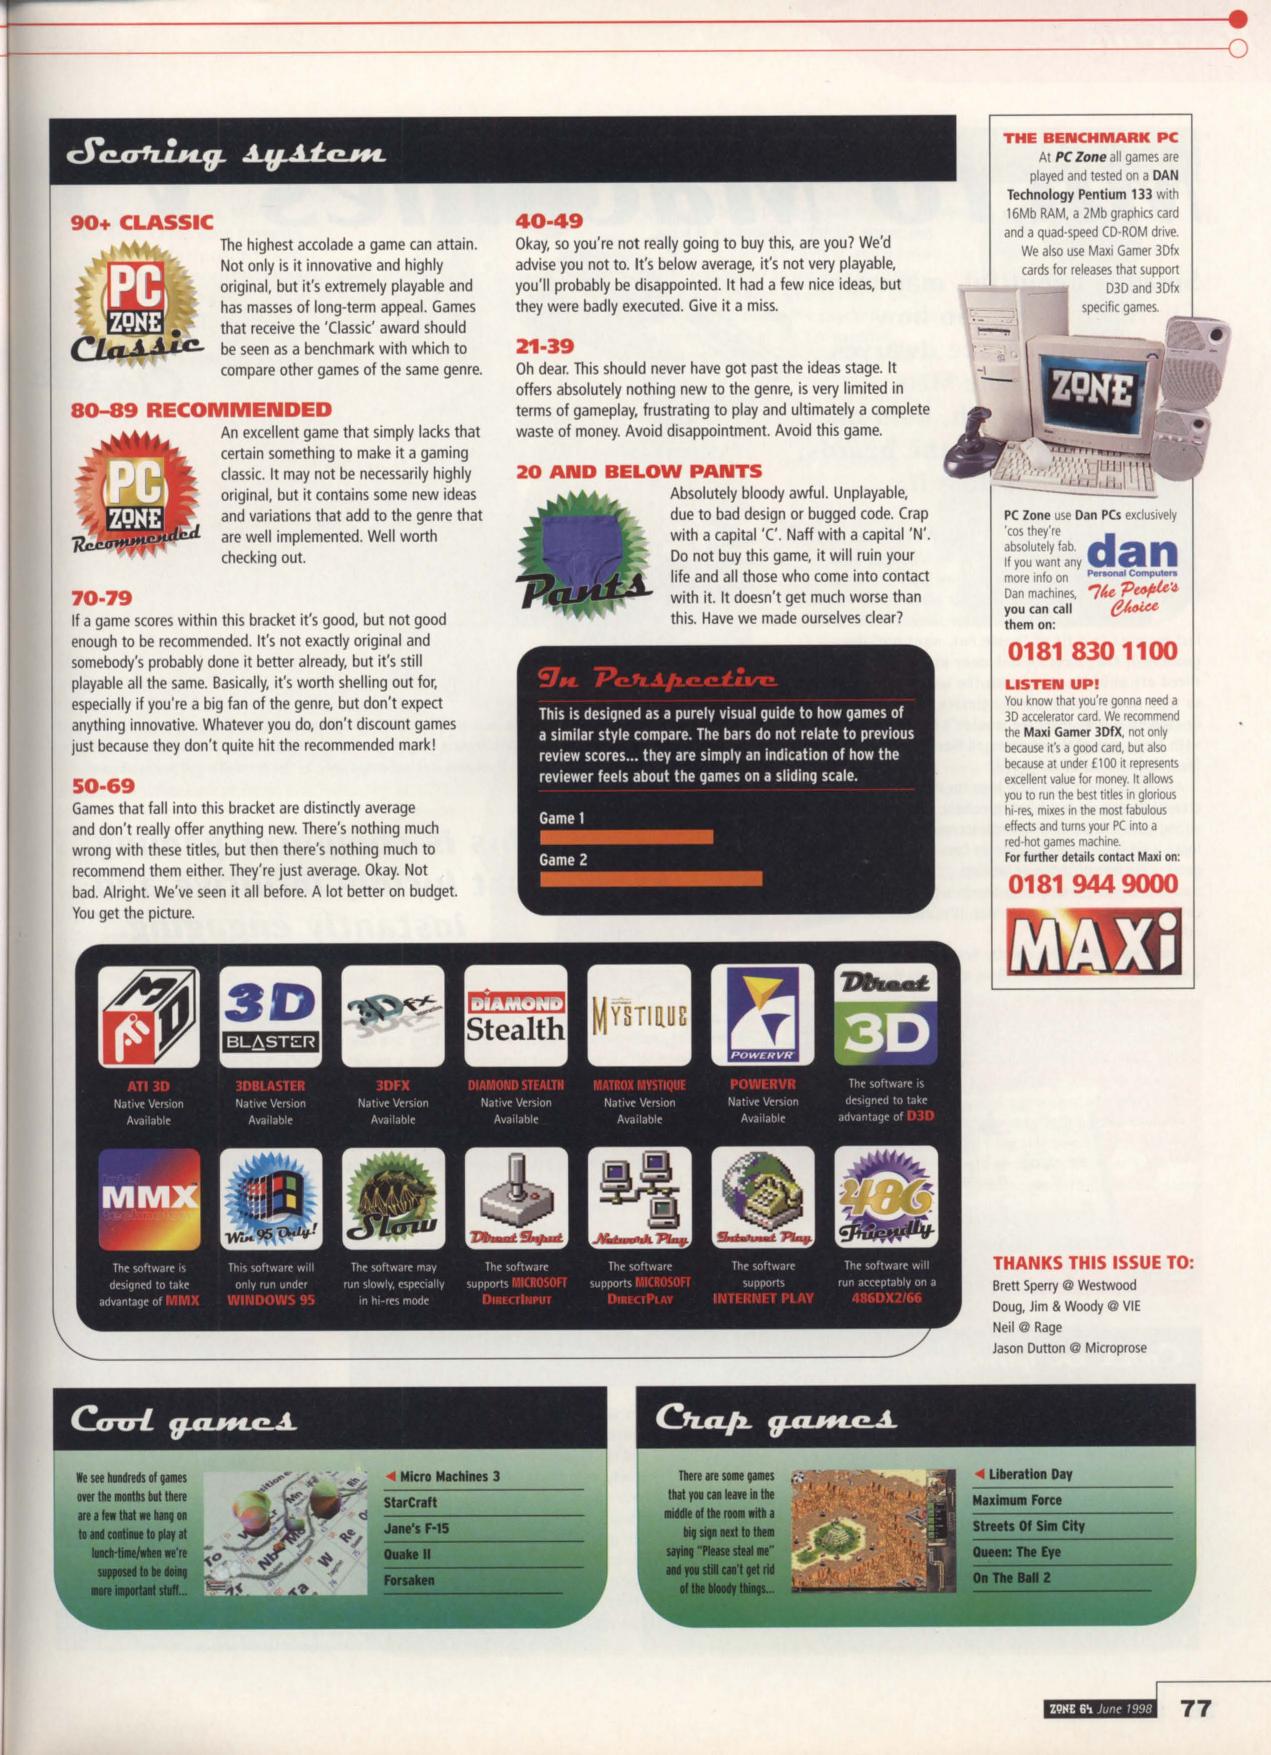 Scoring system
90+ CLASSIC
PC
ZONE
Classic
The highest accolade a game can attain.
Not only is it innovative and highly
original, but it's extremely playable and
has masses of long-term appeal. Games
that receive the 'Classic' award should
be seen as a benchmark with which to
compare other games of the same genre.
80–89 RECOMMENDED
PC
ZONE
Recommended
An excellent game that simply lacks that
certain something to make it a gaming
classic. It may not be necessarily highly
original, but it contains some new ideas
and variations that add to the genre that
are well implemented. Well worth
checking out.
70-79
If a game scores within this bracket it's good, but not good
enough to be recommended. It's not exactly original and
somebody's probably done it better already, but it's still
playable all the same. Basically, it's worth shelling out for,
especially if you're a big fan of the genre, but don't expect
anything innovative. Whatever you do, don't discount games
just because they don't quite hit the recommended mark!
50-69
Games that fall into this bracket are distinctly average
and don't really offer anything new. There's nothing much
wrong with these titles, but then there's nothing much to
recommend them either. They're just average. Okay. Not
bad. Alright. We've seen it all before. A lot better on budget.
You get the picture.
40-49
Okay, so you're not really going to buy this, are you? We'd
advise you not to. It's below average, it's not very playable,
you'll probably be disappointed. It had a few nice ideas, but
they were badly executed. Give it a miss.
21-39
Oh dear. This should never have got past the ideas stage. It
offers absolutely nothing new to the genre, is very limited in
terms of gameplay, frustrating to play and ultimately a complete
waste of money. Avoid disappointment. Avoid this game.
20 AND BELOW PANTS
Pants
Absolutely bloody awful. Unplayable,
due to bad design or bugged code. Crap
with a capital 'C'. Naff with a capital 'N'.
Do not buy this game, it will ruin your
life and all those who come into contact
with it. It doesn't get much worse than
this. Have we made ourselves clear?
In Perspective
This is designed as a purely visual guide to how games of
a similar style compare. The bars do not relate to previous
review scores... they are simply an indication of how the
reviewer feels about the games on a sliding scale.
Game 1
Game 2
THE BENCHMARK PC
At PC Zone all games are
played and tested on a DAN
Technology Pentium 133 with
16Mb RAM, a 2Mb graphics card
and a quad-speed CD-ROM drive.
We also use Maxi Gamer 3Dfx
cards for releases that support
D3D and 3Dfx
specific games.
ZONE
PC Zone use Dan PCs exclusively
'cos they're
absolutely fab.
If you want any
more info on
Dan machines,
you can call
them on:
dan
Personal Computers
The People's
Choice
0181 830 1100
LISTEN UP!
You know that you're gonna need a
3D accelerator card. We recommend
the Maxi Gamer 3DfX, not only
because it's a good card, but also
because at under £100 it represents
excellent value for money. It allows
you to run the best titles in glorious
hi-res, mixes in the most fabulous
effects and turns your PC into a
red-hot games machine.
For further details contact Maxi on:
0181 944 9000
MAXi
ATI 3D
3D
BLASTER
3Dfx
DIAMOND
Stealth
MYSTIQUE
POWERVR
Direct
3D
ATI 3D
Native Version
Available
3DBLASTER
Native Version
Available
3DFX
Native Version
Available
DIAMOND STEALTH
Native Version
Available
MATROX MYSTIQUE
Native Version
Available
POWERVR
Native Version
Available
The software is
designed to take
advantage of D3D
intel
MMX
technology
Win 95 Only!
Slow
Direct Input
Network Play
Internet Play
486
Friendly
The software is
designed to take
advantage of MMX
This software will
only run under
WINDOWS 95
The software may
run slowly, especially
in hi-res mode
The software
supports MICROSOFT
DIRECTINPUT
The software
supports MICROSOFT
DIRECTPLAY
The software
supports
INTERNET PLAY
The software will
run acceptably on a
486DX2/66
THANKS THIS ISSUE TO:
Brett Sperry @ Westwood
Doug, Jim & Woody @ VIE
Neil @ Rage
Jason Dutton @ Microprose
Cool games
We see hundreds of games
over the months but there
are a few that we hang on
to and continue to play at
lunch-time/when we're
supposed to be doing
more important stuff...
Micro Machines 3
StarCraft
Jane's F-15
Quake II
Forsaken
Crap games
There are some games
that you can leave in the
middle of the room with a
big sign next to them
saying "Please steal me"
and you still can't get rid
of the bloody things...
Liberation Day
Maximum Force
Streets Of Sim City
Queen: The Eye
On The Ball 2
ZONE 64 June 1998 77